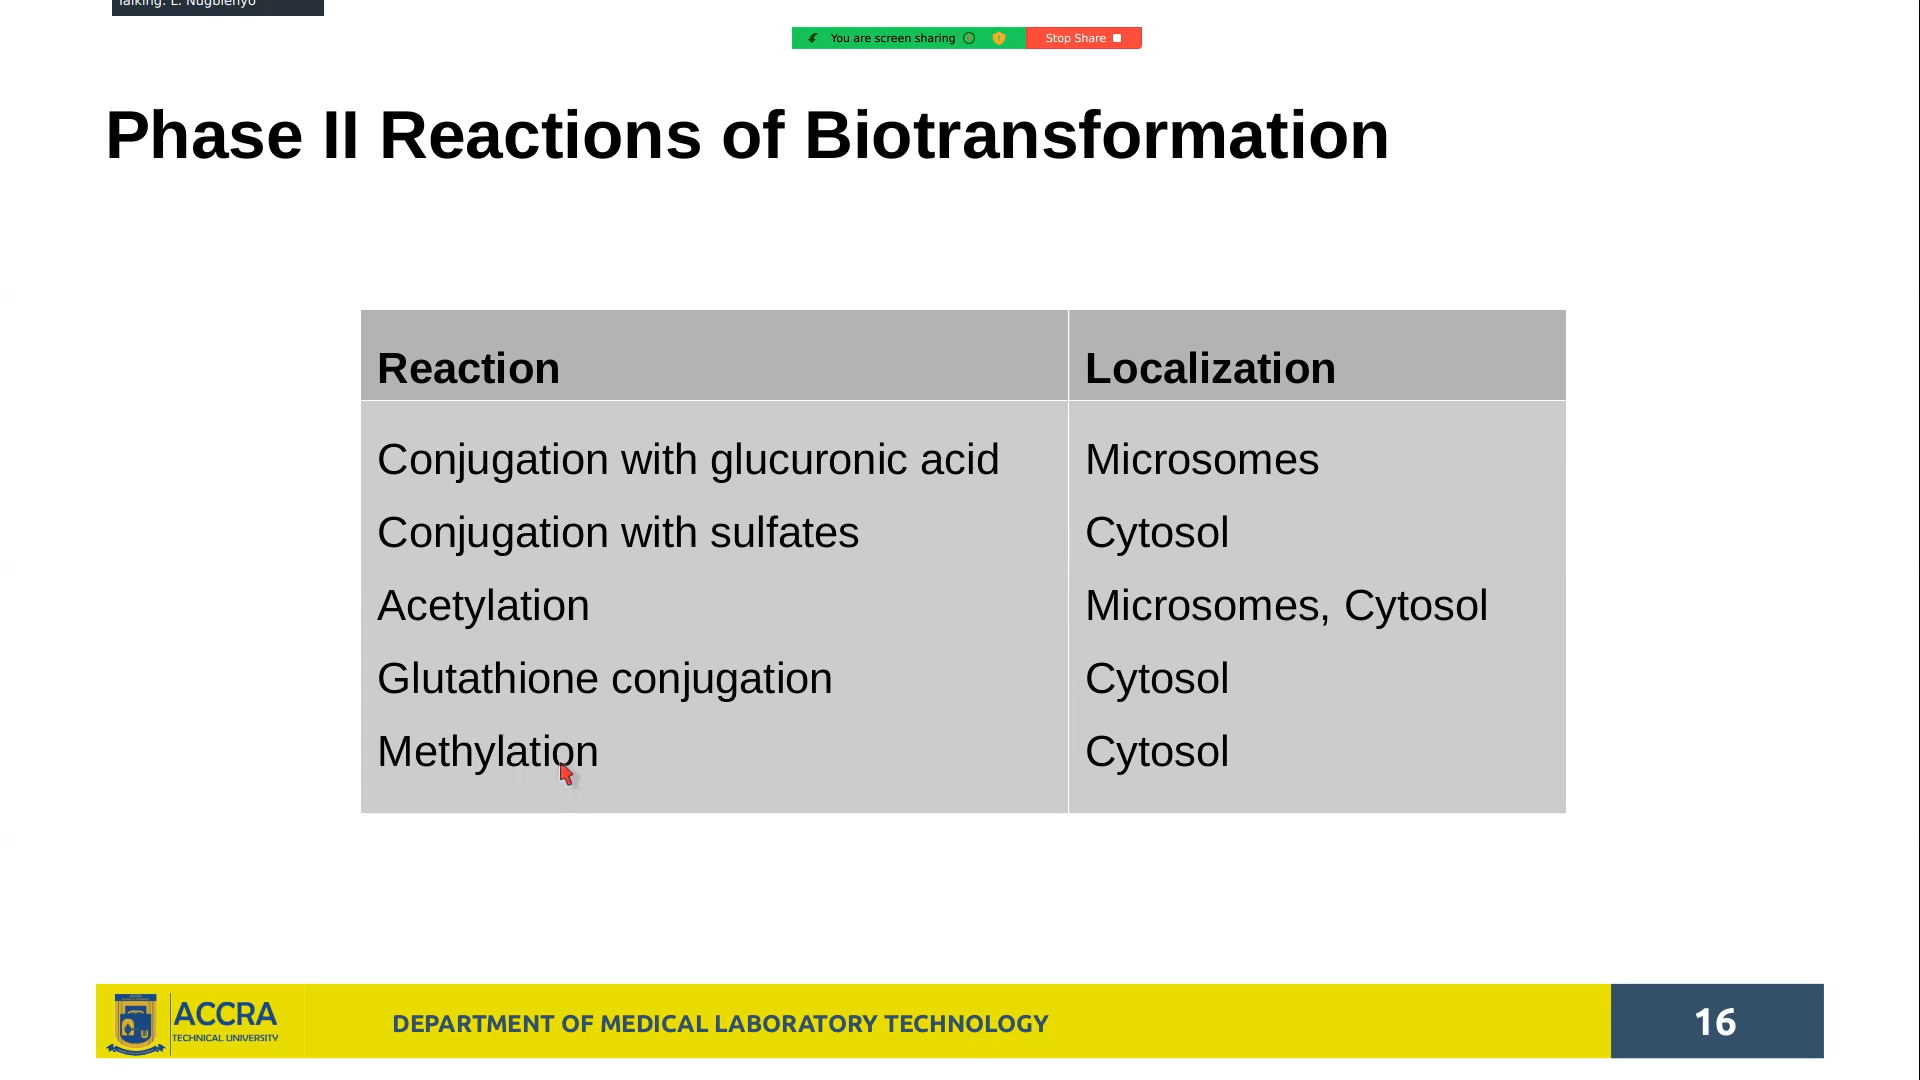 Talking: L. Nugbienyo
You are screen sharing
Stop Share
Phase II Reactions of Biotransformation
Reaction Localization
Conjugation with glucuronic acid Microsomes
Conjugation with sulfates Cytosol
Acetylation Microsomes, Cytosol
Glutathione conjugation Cytosol
Methylation Cytosol
ACCRA
TECHNICAL UNIVERSITY
DEPARTMENT OF MEDICAL LABORATORY TECHNOLOGY
16